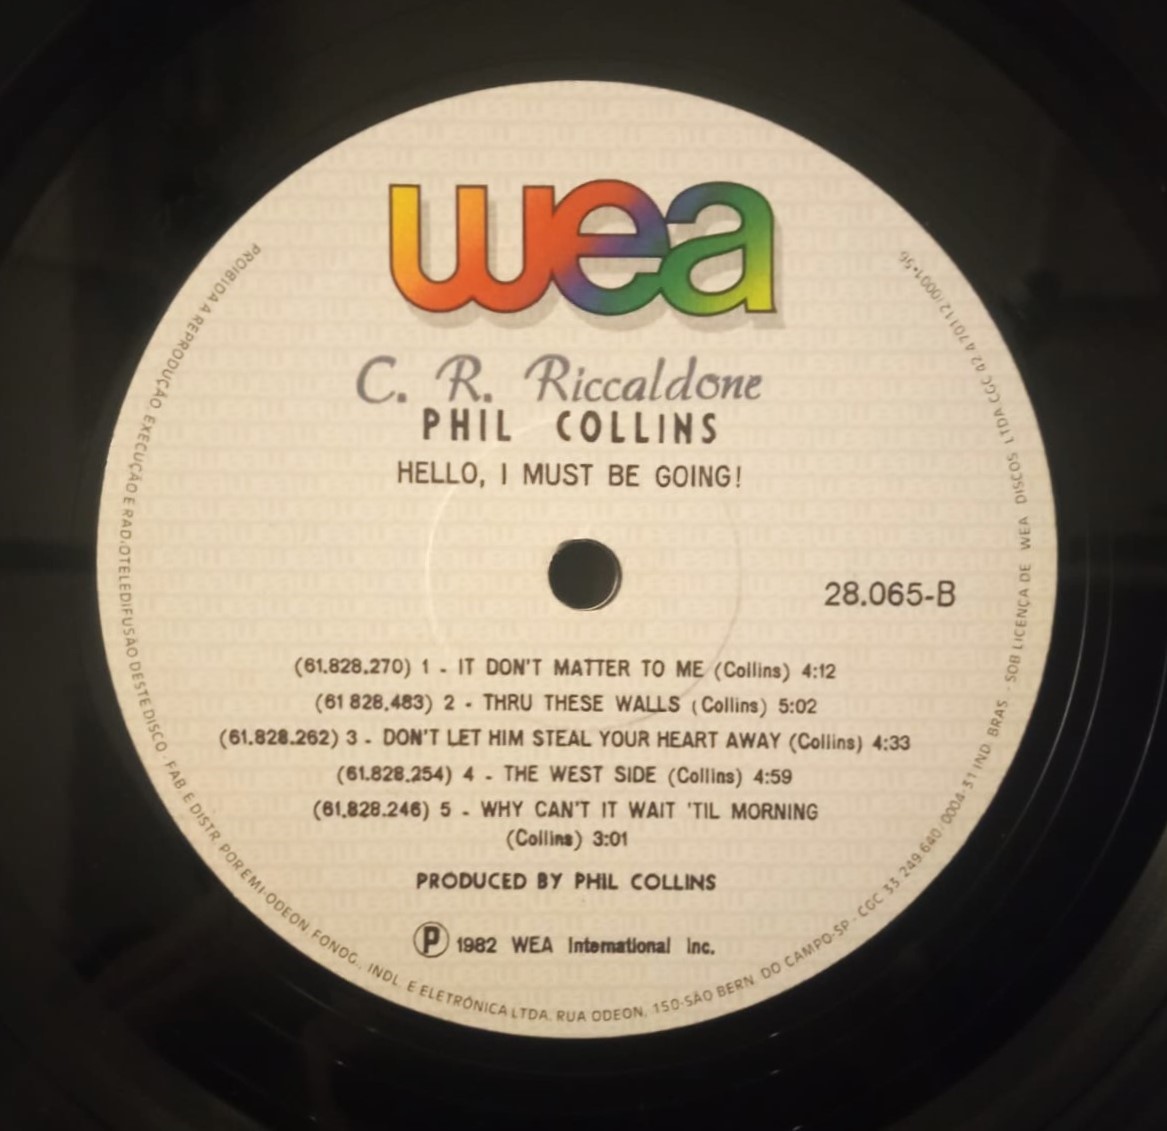 wea
C. R. Riccaldone
PHIL COLLINS
HELLO, I MUST BE GOING!
28.065-B
(61.828.270) 1 - IT DON'T MATTER TO ME (Collins) 4:12
(61 828.483) 2 - THRU THESE WALLS (Collins) 5:02
(61.828.262) 3 - DON'T LET HIM STEAL YOUR HEART AWAY (Collins) 4:33
(61.828.254) 4 - THE WEST SIDE (Collins) 4:59
(61.828.246) 5 - WHY CAN'T IT WAIT 'TIL MORNING
(Collins) 3:01
PRODUCED BY PHIL COLLINS
Ⓟ 1982 WEA International Inc.
PROIBIDA A REPRODUÇÃO, EXECUÇÃO E RAD.OTELEDIFUSÃO DESTE DISCO - FAB E DISTR POR EMI-ODEON FONOG., INDL. E ELETRÔNICA LTDA. RUA ODEON, 150-SÃO BERN. DO CAMPO-SP - CGC 33 249.640/0004-31 IND BRAS. - SOB LICENÇA DE WEA DISCOS LTDA.CGC 42 470112/0001-56